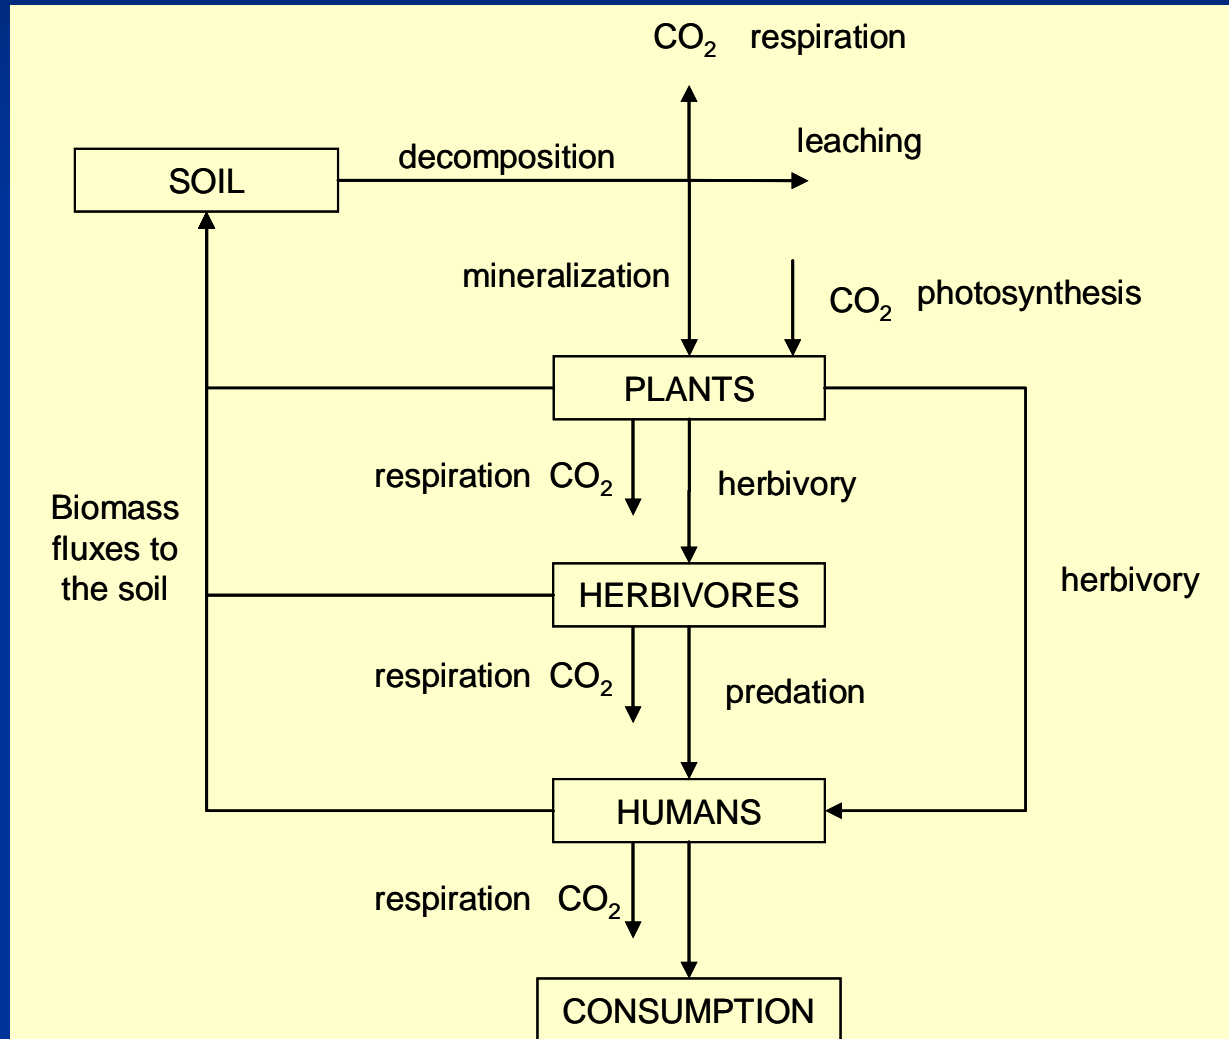 CO₂ respiration
leaching
decomposition
SOIL
mineralization
CO₂ photosynthesis
PLANTS
respiration CO₂
herbivory
Biomass
fluxes to
the soil
herbivory
HERBIVORES
respiration CO₂
predation
HUMANS
respiration CO₂
CONSUMPTION